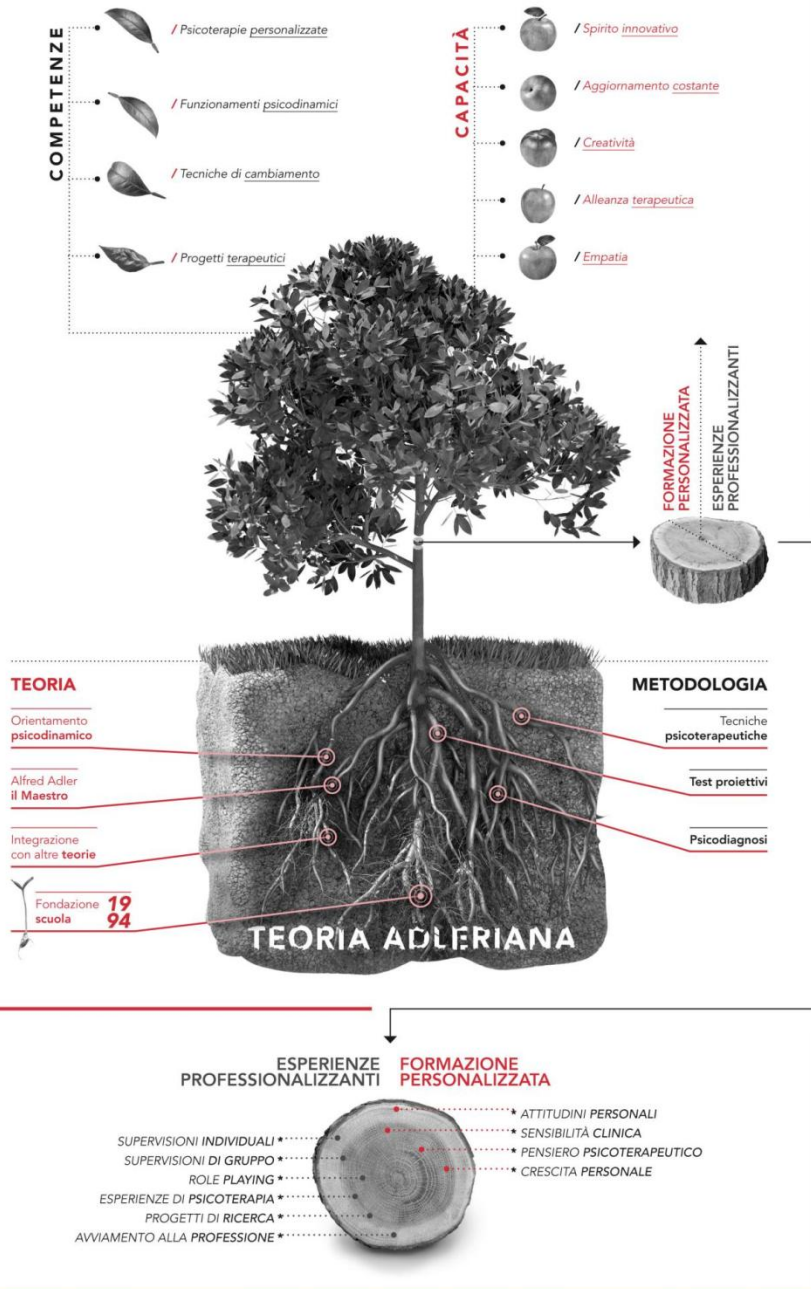 COMPETENZE
/ Psicoterapie personalizzate
/ Funzionamenti psicodinamici
/ Tecniche di cambiamento
/ Progetti terapeutici
CAPACITÀ
/ Spirito innovativo
/ Aggiornamento costante
/ Creatività
/ Alleanza terapeutica
/ Empatia
FORMAZIONE
PERSONALIZZATA
ESPERIENZE
PROFESSIONALIZZANTI
TEORIA
Orientamento
psicodinamico
Alfred Adler
il Maestro
Integrazione
con altre teorie
Fondazione
scuola
19
94
METODOLOGIA
Tecniche
psicoterapeutiche
Test proiettivi
Psicodiagnosi
TEORIA ADLERIANA
ESPERIENZE
PROFESSIONALIZZANTI
SUPERVISIONI INDIVIDUALI *
SUPERVISIONI DI GRUPPO *
ROLE PLAYING *
ESPERIENZE DI PSICOTERAPIA *
PROGETTI DI RICERCA *
AVVIAMENTO ALLA PROFESSIONE *
FORMAZIONE
PERSONALIZZATA
* ATTITUDINI PERSONALI
* SENSIBILITÀ CLINICA
* PENSIERO PSICOTERAPEUTICO
* CRESCITA PERSONALE